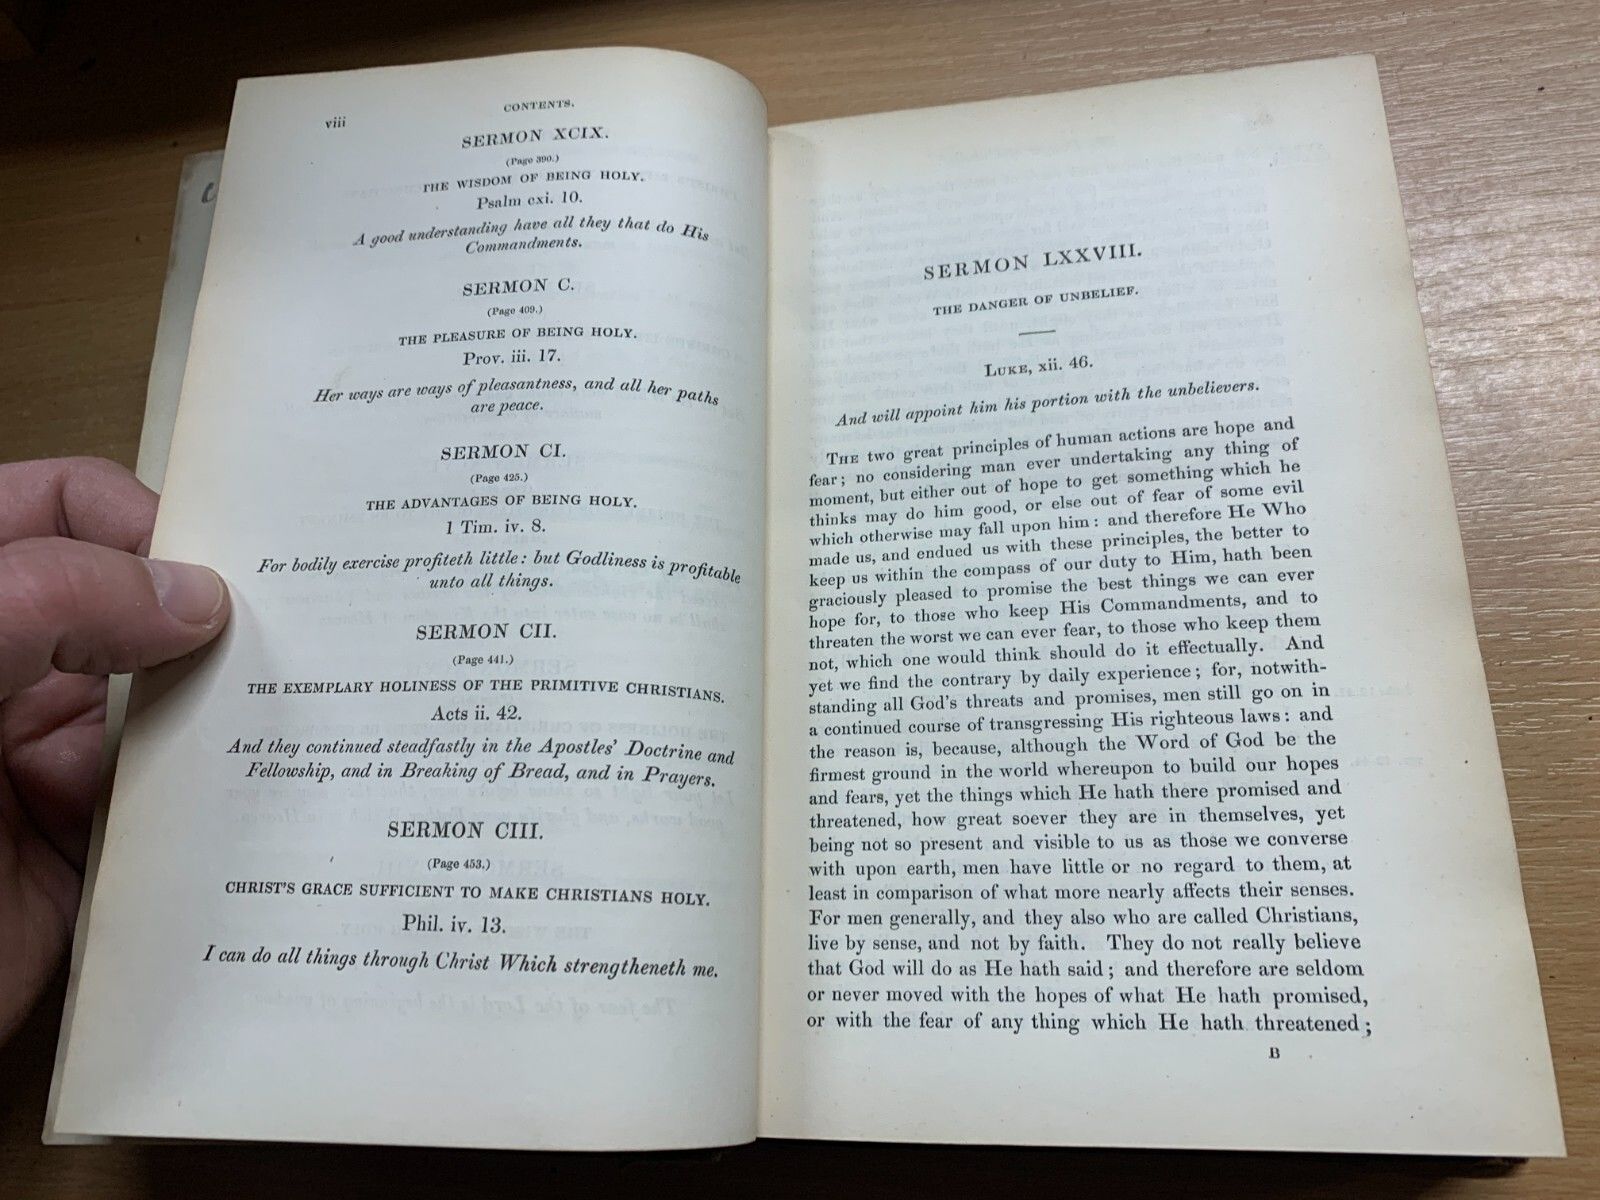 viii
CONTENTS.
SERMON XCIX.
(Page 390.)
THE WISDOM OF BEING HOLY.
Psalm cxi. 10.
A good understanding have all they that do His
Commandments.
SERMON C.
(Page 409.)
THE PLEASURE OF BEING HOLY.
Prov. iii. 17.
Her ways are ways of pleasantness, and all her paths
are peace.
SERMON CI.
(Page 425.)
THE ADVANTAGES OF BEING HOLY.
1 Tim. iv. 8.
For bodily exercise profiteth little: but Godliness is profitable
unto all things.
SERMON CII.
(Page 441.)
THE EXEMPLARY HOLINESS OF THE PRIMITIVE CHRISTIANS.
Acts ii. 42.
And they continued steadfastly in the Apostles' Doctrine and
Fellowship, and in Breaking of Bread, and in Prayers.
SERMON CIII.
(Page 453.)
CHRIST'S GRACE SUFFICIENT TO MAKE CHRISTIANS HOLY.
Phil. iv. 13.
I can do all things through Christ Which strengtheneth me.
SERMON LXXVIII.
THE DANGER OF UNBELIEF.
LUKE, xii. 46.
And will appoint him his portion with the unbelievers.
THE two great principles of human actions are hope and
fear; no considering man ever undertaking any thing of
moment, but either out of hope to get something which he
thinks may do him good, or else out of fear of some evil
which otherwise may fall upon him: and therefore He Who
made us, and endued us with these principles, the better to
keep us within the compass of our duty to Him, hath been
graciously pleased to promise the best things we can ever
hope for, to those who keep His Commandments, and to
threaten the worst we can ever fear, to those who keep them
not, which one would think should do it effectually. And
yet we find the contrary by daily experience; for, notwith-
standing all God's threats and promises, men still go on in
a continued course of transgressing His righteous laws: and
the reason is, because, although the Word of God be the
firmest ground in the world whereupon to build our hopes
and fears, yet the things which He hath there promised and
threatened, how great soever they are in themselves, yet
being not so present and visible to us as those we converse
with upon earth, men have little or no regard to them, at
least in comparison of what more nearly affects their senses.
For men generally, and they also who are called Christians,
live by sense, and not by faith. They do not really believe
that God will do as He hath said; and therefore are seldom
or never moved with the hopes of what He hath promised,
or with the fear of any thing which He hath threatened;
B